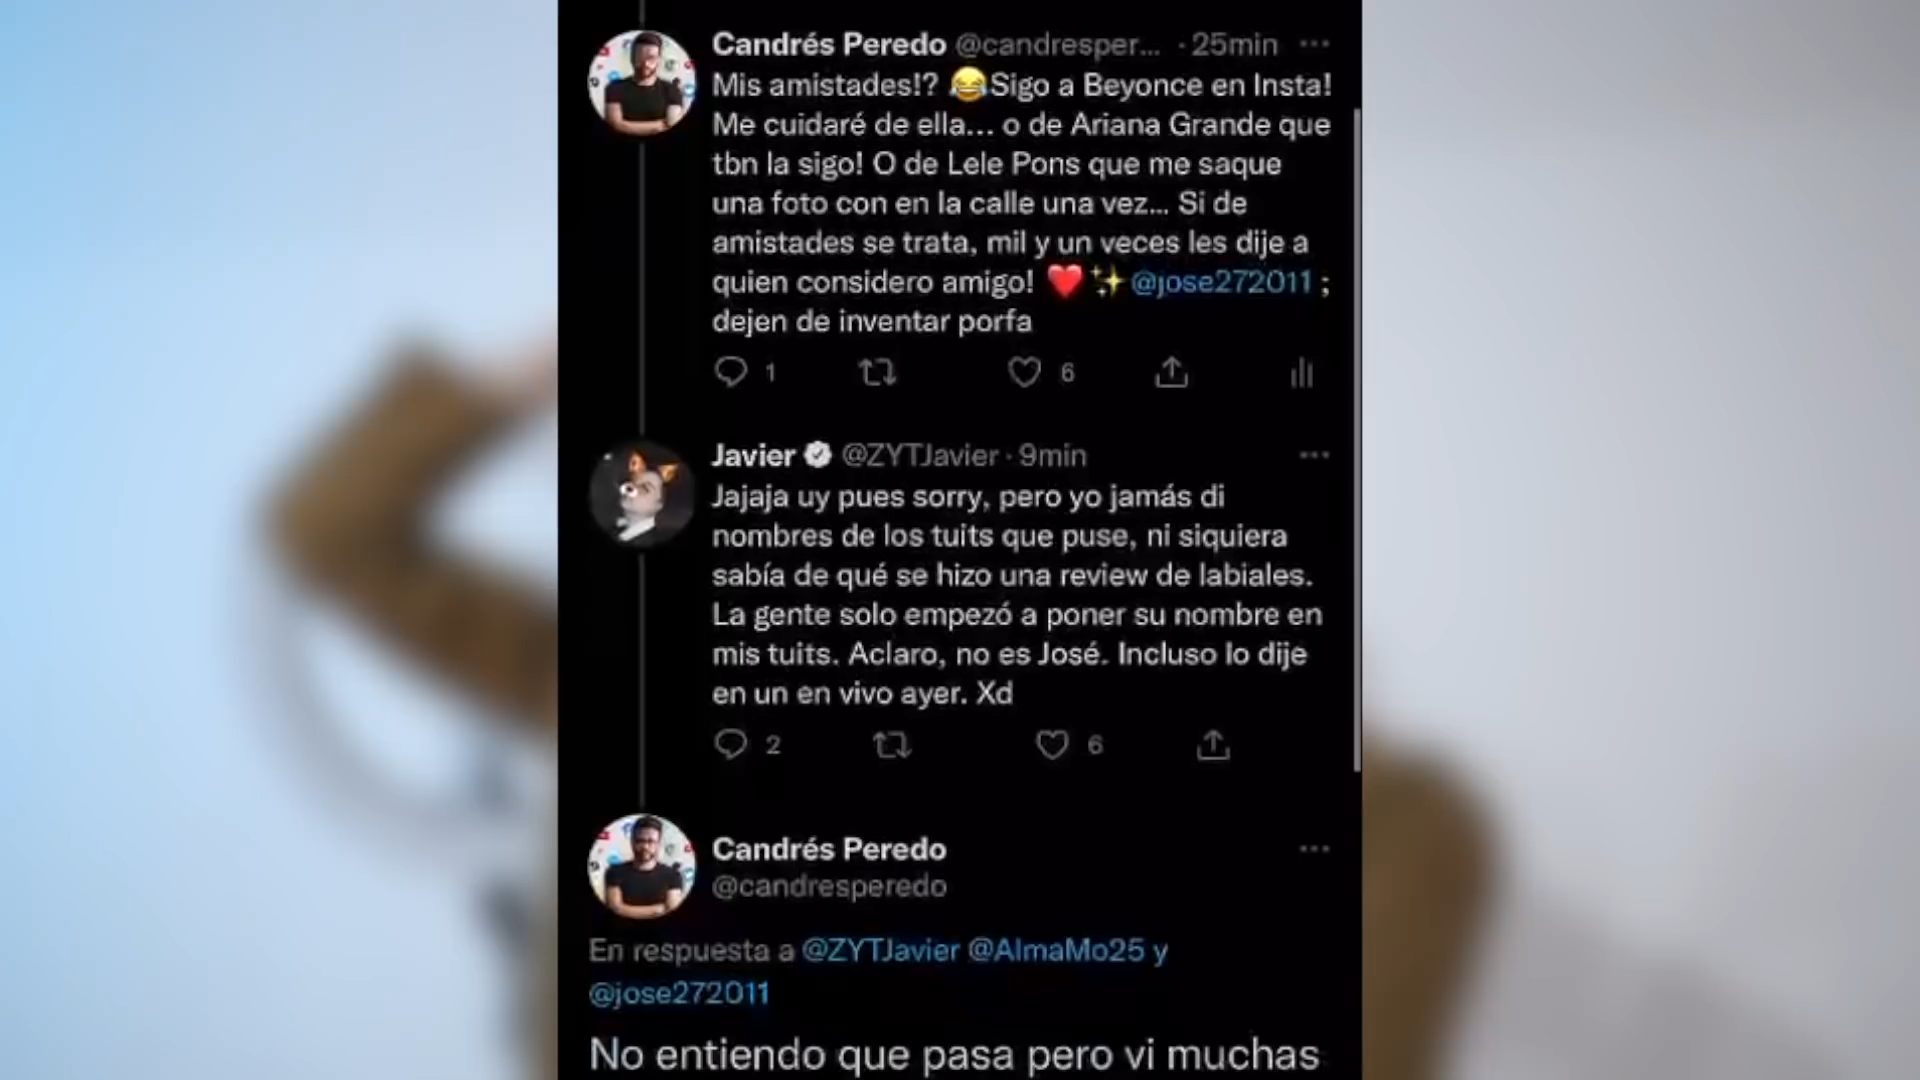 Candrés Peredo @candresper... · 25min
Mis amistades!? 😂Sigo a Beyonce en Insta!
Me cuidaré de ella... o de Ariana Grande que
tbn la sigo! O de Lele Pons que me saque
una foto con en la calle una vez... Si de
amistades se trata, mil y un veces les dije a
quien considero amigo! ❤️✨@jose272011 ;
dejen de inventar porfa
1 6
Javier @ZYTJavier · 9min
Jajaja uy pues sorry, pero yo jamás di
nombres de los tuits que puse, ni siquiera
sabía de qué se hizo una review de labiales.
La gente solo empezó a poner su nombre en
mis tuits. Aclaro, no es José. Incluso lo dije
en un en vivo ayer. Xd
2 6
Candrés Peredo
@candresperedo
En respuesta a @ZYTJavier @AlmaMo25 y
@jose272011
No entiendo que pasa pero vi muchas